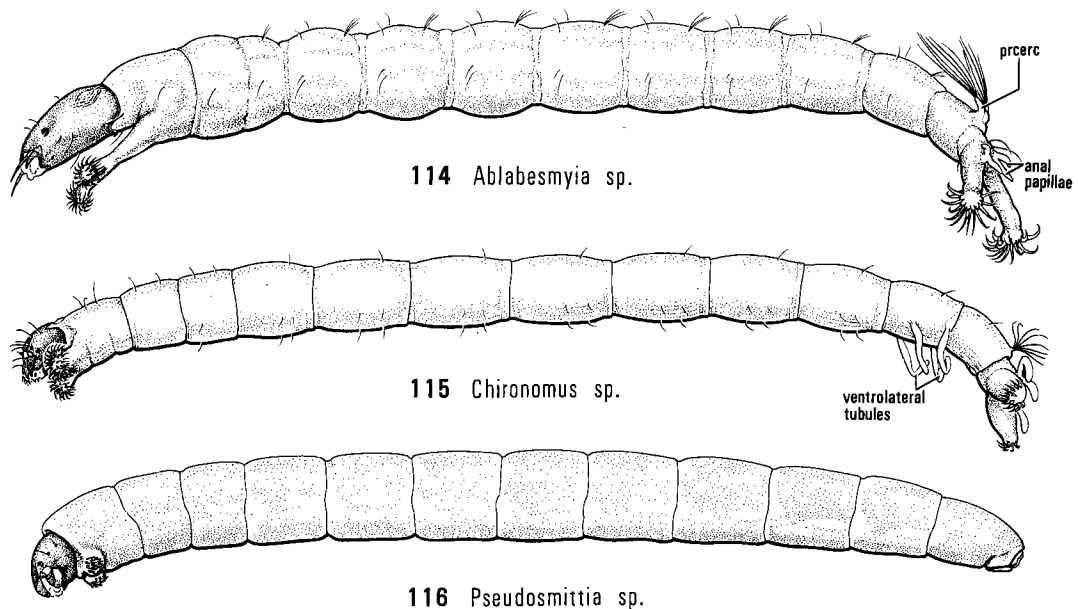 prcerc
anal
papillae
114 Ablabesmyia sp.
ventrolateral
tubules
115 Chironomus sp.
116 Pseudosmittia sp.